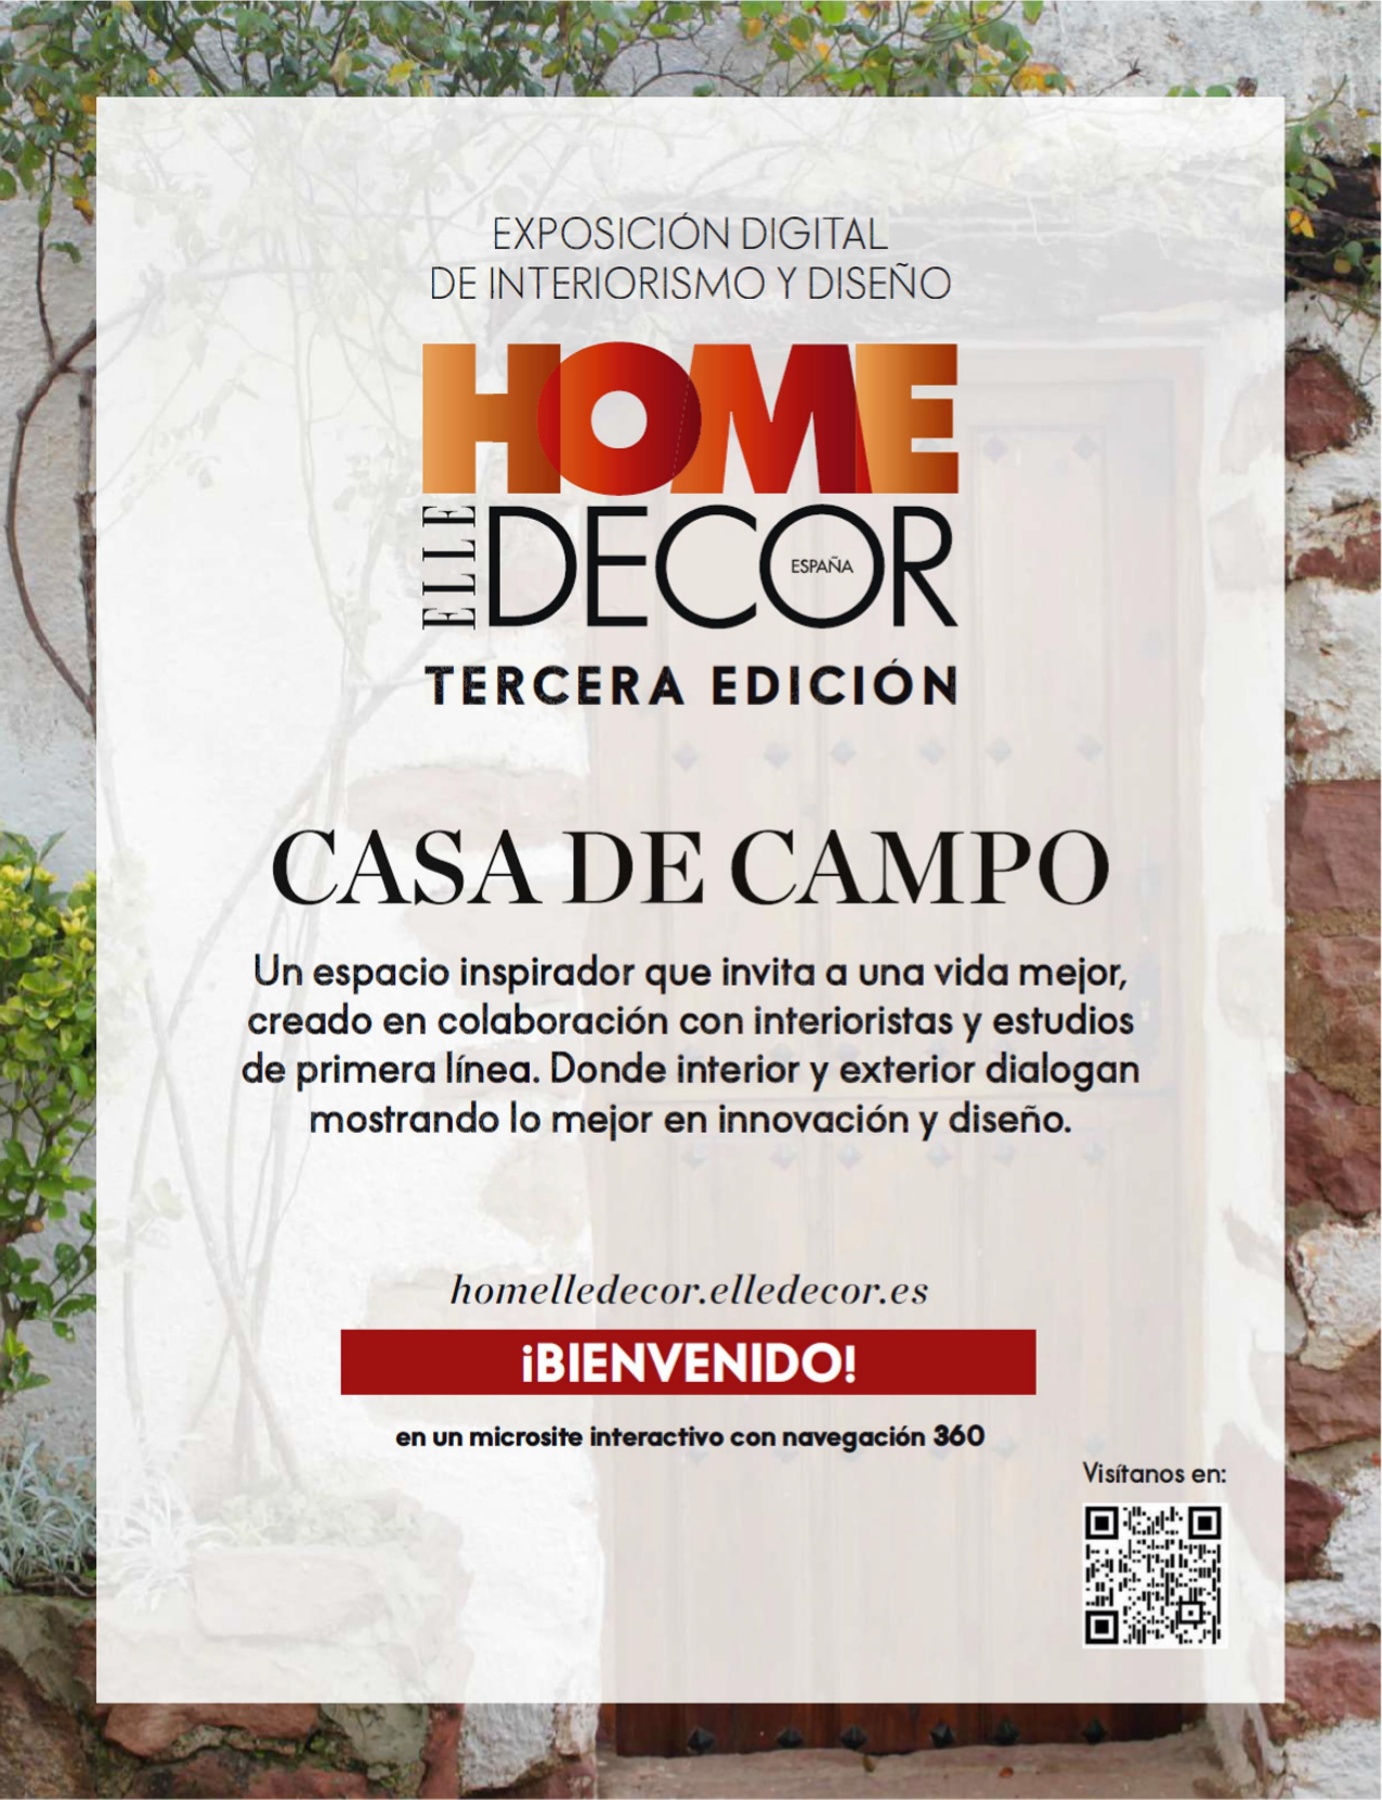 EXPOSICIÓN DIGITAL
DE INTERIORISMO Y DISEÑO
HOME
ELLE DECOR ESPAÑA
TERCERA EDICIÓN
CASA DE CAMPO
Un espacio inspirador que invita a una vida mejor,
creado en colaboración con interioristas y estudios
de primera línea. Donde interior y exterior dialogan
mostrando lo mejor en innovación y diseño.
homelledecor.elledecor.es
¡BIENVENIDO!
en un microsite interactivo con navegación 360
Visítanos en: